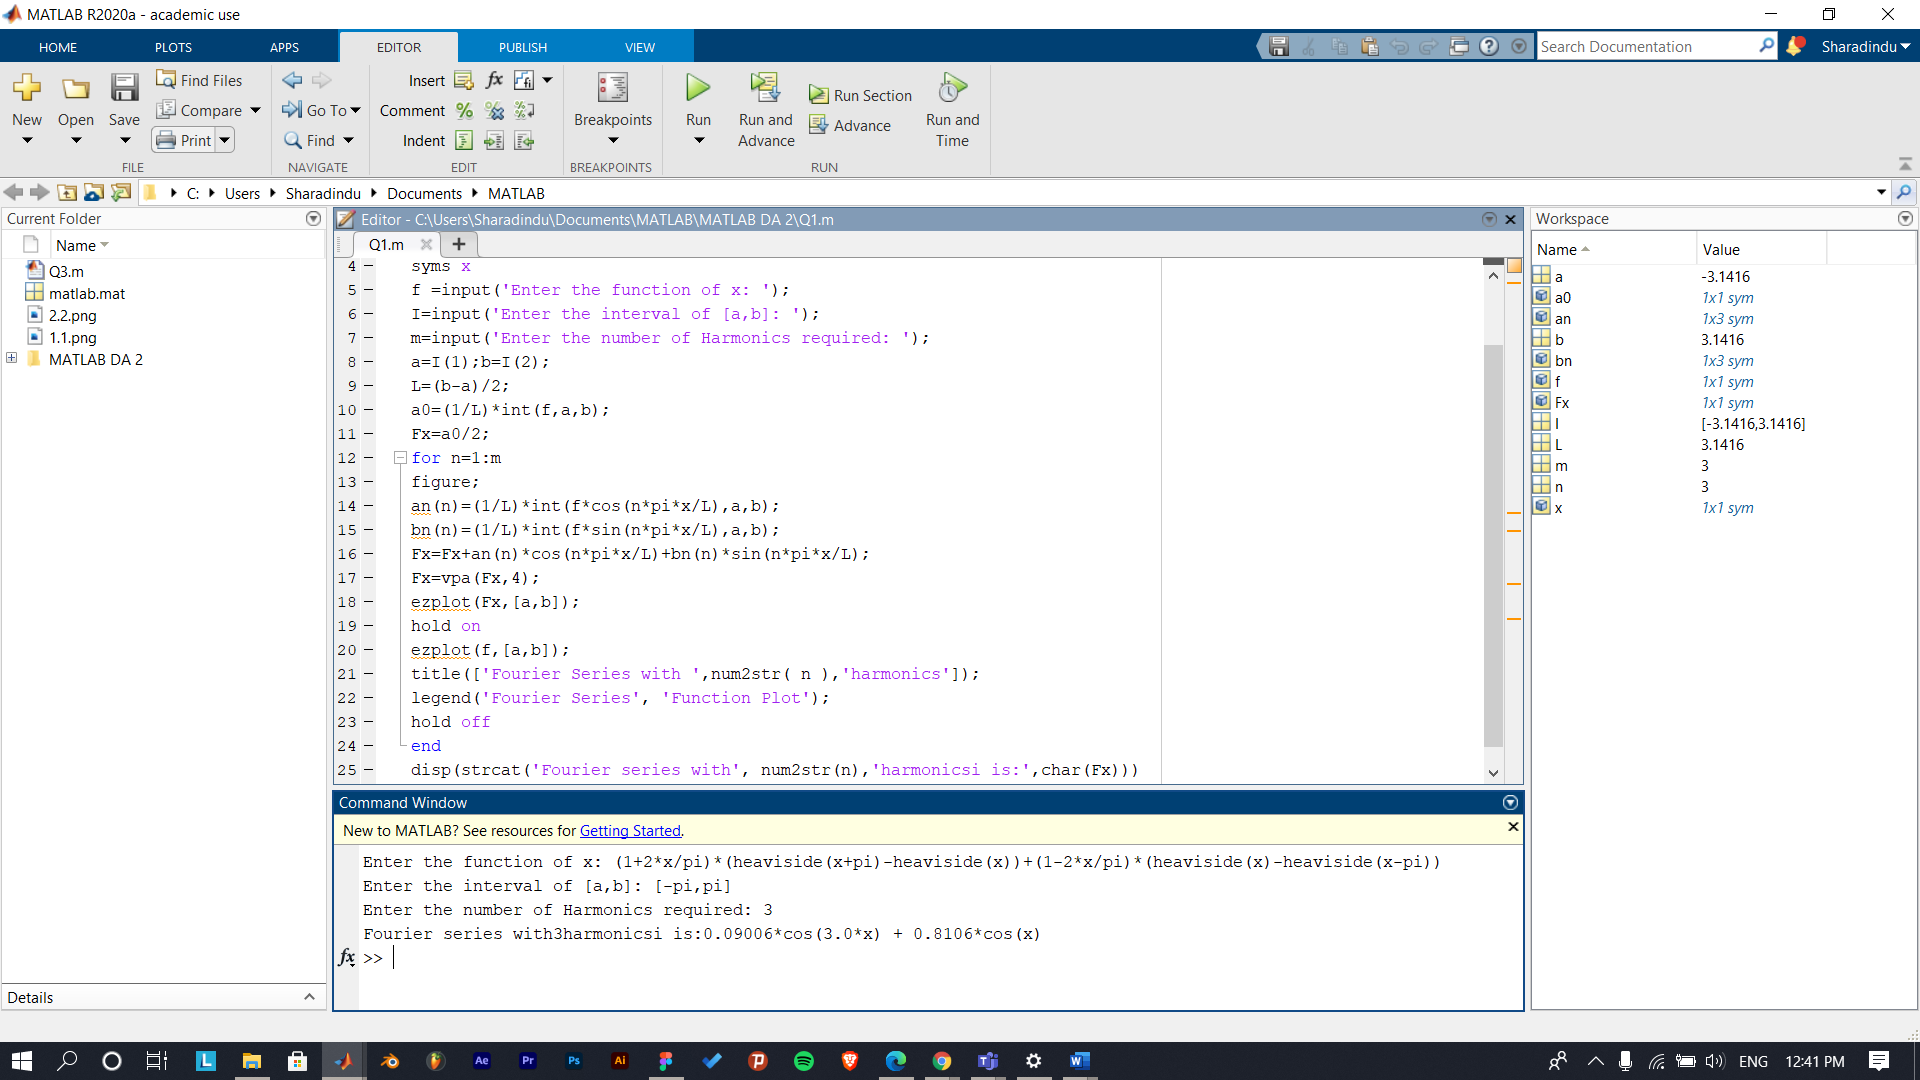 MATLAB R2020a - academic use
HOME PLOTS APPS EDITOR PUBLISH VIEW
Search Documentation
Sharadindu
New
Open
Save
Find Files
Compare
Print
FILE
Go To
Find
NAVIGATE
Insert
fx
Comment
Indent
EDIT
Breakpoints
BREAKPOINTS
Run
Run and Advance
Run Section
Advance
Run and Time
RUN
C: Users Sharadindu Documents MATLAB
Current Folder
Name
Q3.m
matlab.mat
2.2.png
1.1.png
MATLAB DA 2
Details
Editor - C:\Users\Sharadindu\Documents\MATLAB\MATLAB DA 2\Q1.m
Q1.m
4 – syms x
5 – f =input('Enter the function of x: ');
6 – I=input('Enter the interval of [a,b]: ');
7 – m=input('Enter the number of Harmonics required: ');
8 – a=I(1);b=I(2);
9 – L=(b-a)/2;
10 – a0=(1/L)*int(f,a,b);
11 – Fx=a0/2;
12 – for n=1:m
13 – figure;
14 – an(n)=(1/L)*int(f*cos(n*pi*x/L),a,b);
15 – bn(n)=(1/L)*int(f*sin(n*pi*x/L),a,b);
16 – Fx=Fx+an(n)*cos(n*pi*x/L)+bn(n)*sin(n*pi*x/L);
17 – Fx=vpa(Fx,4);
18 – ezplot(Fx,[a,b]);
19 – hold on
20 – ezplot(f,[a,b]);
21 – title(['Fourier Series with ',num2str( n ),'harmonics']);
22 – legend('Fourier Series', 'Function Plot');
23 – hold off
24 – end
25 – disp(strcat('Fourier series with', num2str(n),'harmonicsi is:',char(Fx)))
Command Window
New to MATLAB? See resources for Getting Started.
Enter the function of x: (1+2*x/pi)*(heaviside(x+pi)-heaviside(x))+(1-2*x/pi)*(heaviside(x)-heaviside(x-pi))
Enter the interval of [a,b]: [-pi,pi]
Enter the number of Harmonics required: 3
Fourier series with3harmonicsi is:0.09006*cos(3.0*x) + 0.8106*cos(x)
fx >>
Workspace
Name Value
a -3.1416
a0 1x1 sym
an 1x3 sym
b 3.1416
bn 1x3 sym
f 1x1 sym
Fx 1x1 sym
I [-3.1416,3.1416]
L 3.1416
m 3
n 3
x 1x1 sym
L Ae Pr Ps Ai W
ENG 12:41 PM